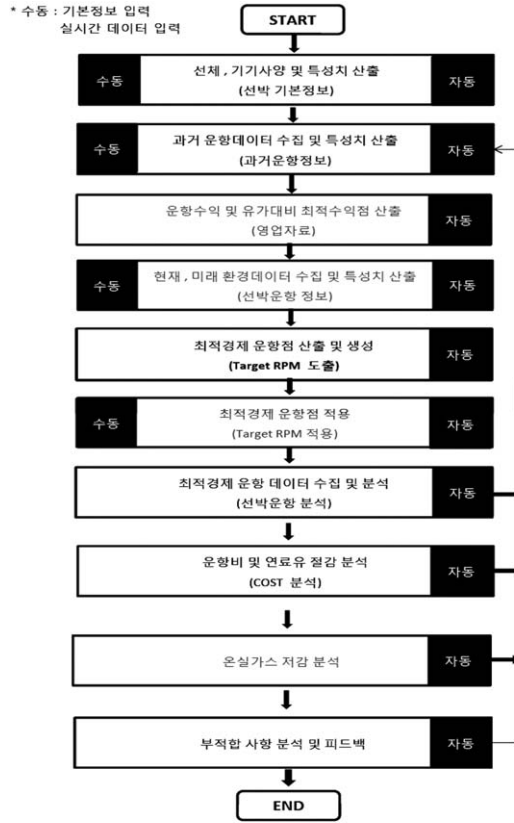 * 수동 : 기본정보 입력
실시간 데이터 입력
START
수동 선체 , 기기사양 및 특성치 산출 자동
(선박 기본정보)
수동 과거 운항데이터 수집 및 특성치 산출 자동
(과거운항정보)
운항수익 및 유가대비 최적수익점 산출 자동
(영업자료)
수동 현재 , 미래 환경데이터 수집 및 특성치 산출 자동
(선박운항 정보)
최적경제 운항점 산출 및 생성 자동
(Target RPM 도출)
수동 최적경제 운항점 적용 자동
(Target RPM 적용)
최적경제 운항 데이터 수집 및 분석 자동
(선박운항 분석)
운항비 및 연료유 절감 분석 자동
(COST 분석)
온실가스 저감 분석 자동
부적합 사항 분석 및 피드백 자동
END